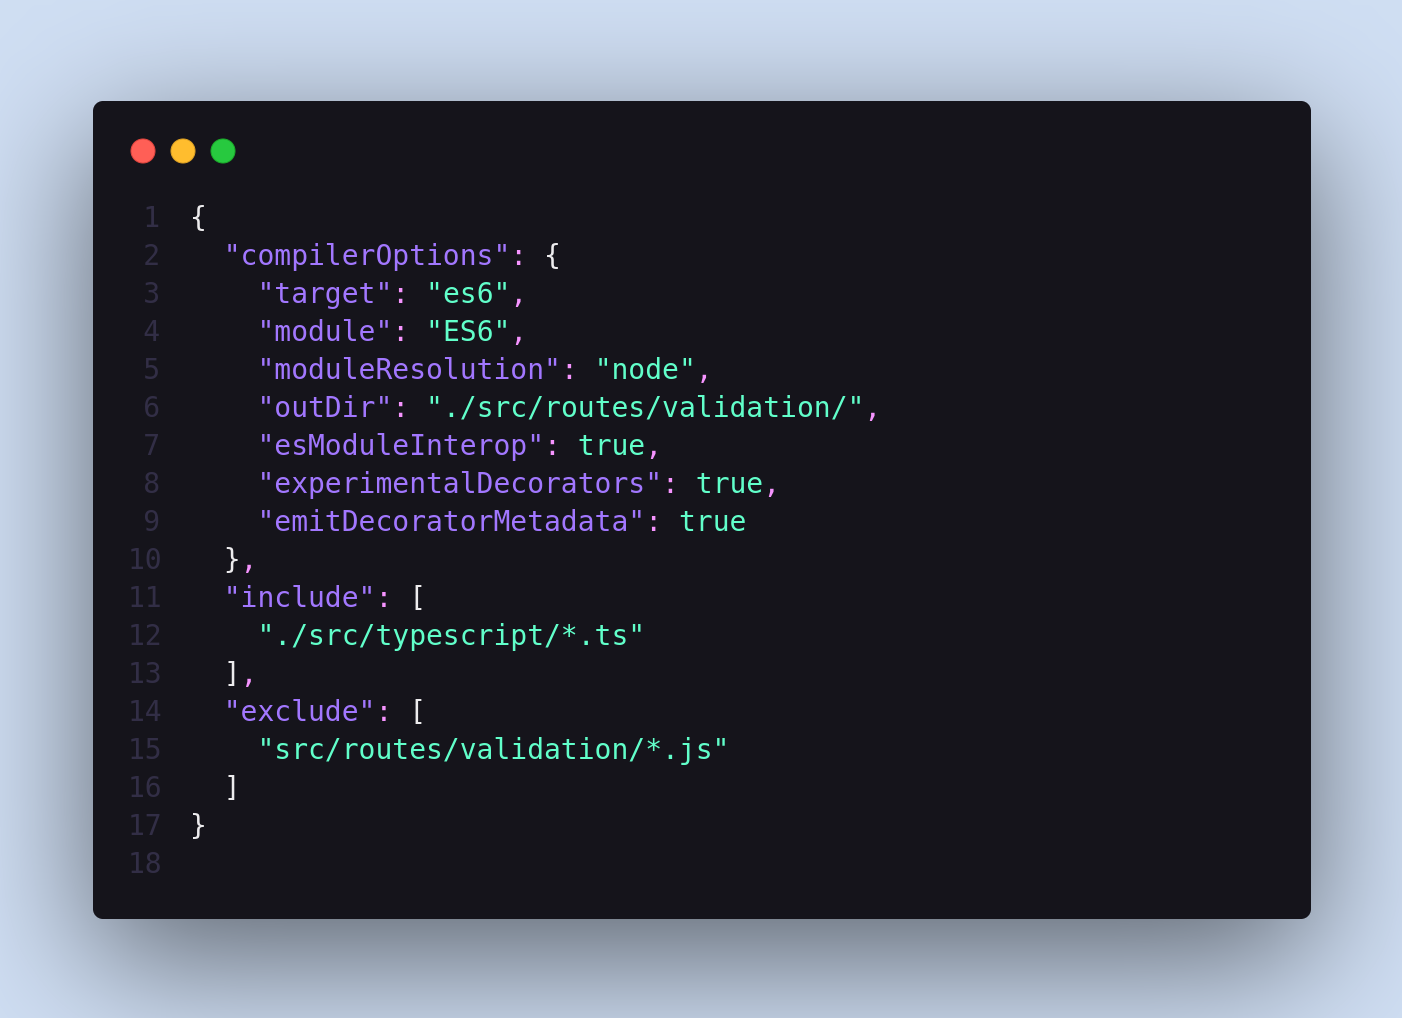 1 {
2   "compilerOptions": {
3     "target": "es6",
4     "module": "ES6",
5     "moduleResolution": "node",
6     "outDir": "./src/routes/validation/",
7     "esModuleInterop": true,
8     "experimentalDecorators": true,
9     "emitDecoratorMetadata": true
10   },
11   "include": [
12     "./src/typescript/*.ts"
13   ],
14   "exclude": [
15     "src/routes/validation/*.js"
16   ]
17 }
18